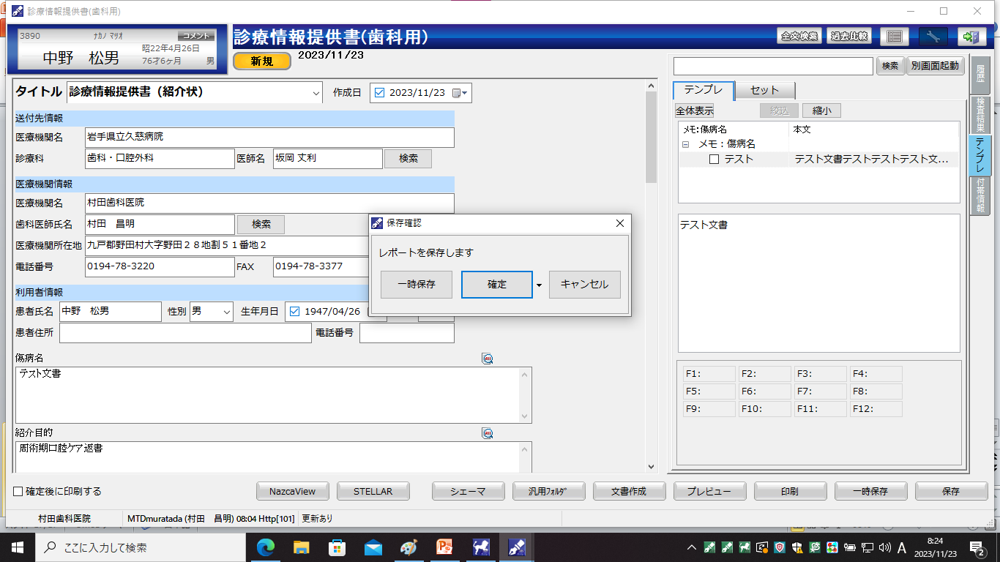 診療情報提供書(歯科用)
3890 ﾅｶﾉ ﾏﾂｵ コメント
中野 松男
昭22年4月26日
76才6ヶ月 男
診療情報提供書(歯科用)
新規 2023/11/23
全文検索 過去比較
検索 別画面起動
タイトル 診療情報提供書（紹介状） 作成日 2023/11/23
送付先情報
医療機関名 岩手県立久慈病院
診療科 歯科・口腔外科 医師名 坂岡 丈利 検索
医療機関情報
医療機関名 村田歯科医院
歯科医師氏名 村田 昌明 検索
医療機関所在地 九戸郡野田村大字野田２８地割５１番地２
電話番号 0194-78-3220 FAX 0194-78-3377
利用者情報
患者氏名 中野 松男 性別 男 生年月日 1947/04/26
患者住所 電話番号
傷病名
テスト文書
紹介目的
周術期口腔ケア返書
保存確認
レポートを保存します
一時保存 確定 キャンセル
テンプレ セット
全体表示 絞込 縮小
ﾒﾓ:傷病名 本文
メモ：傷病名
テスト テスト文書テストテストテスト文...
テスト文書
F1: F2: F3: F4:
F5: F6: F7: F8:
F9: F10: F11: F12:
履歴
検査結果
テンプレ
付帯情報
確定後に印刷する
NazcaView STELLAR シェーマ 汎用ﾌｫﾙﾀﾞ 文書作成 プレビュー 印刷 一時保存 保存
村田歯科医院 MTDmuratada (村田 昌明) 08:04 Http[101] 更新あり
ここに入力して検索
A 8:24
2023/11/23
2